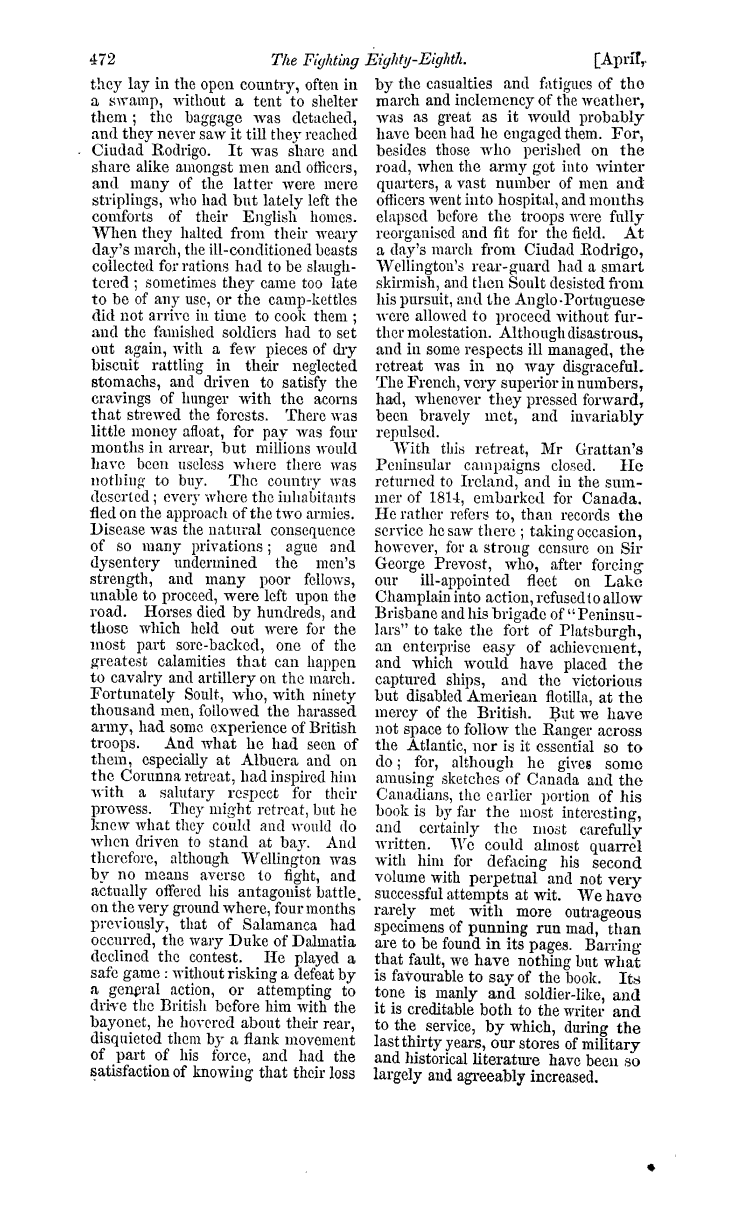 472 The Fighting Eighty-Eighth. [April,
they lay in the open country, often in
a swamp, without a tent to shelter
them ; the baggage was detached,
and they never saw it till they reached
Ciudad Rodrigo. It was share and
share alike amongst men and officers,
and many of the latter were mere
striplings, who had but lately left the
comforts of their English homes.
When they halted from their weary
day's march, the ill-conditioned beasts
collected for rations had to be slaugh-
tered ; sometimes they came too late
to be of any use, or the camp-kettles
did not arrive in time to cook them ;
and the famished soldiers had to set
out again, with a few pieces of dry
biscuit rattling in their neglected
stomachs, and driven to satisfy the
cravings of hunger with the acorns
that strewed the forests. There was
little money afloat, for pay was four
months in arrear, but millions would
have been useless where there was
nothing to buy. The country was
deserted ; every where the inhabitants
fled on the approach of the two armies.
Disease was the natural consequence
of so many privations ; ague and
dysentery undermined the men's
strength, and many poor fellows,
unable to proceed, were left upon the
road. Horses died by hundreds, and
those which held out were for the
most part sore-backed, one of the
greatest calamities that can happen
to cavalry and artillery on the march.
Fortunately Soult, who, with ninety
thousand men, followed the harassed
army, had some experience of British
troops. And what he had seen of
them, especially at Albuera and on
the Corunna retreat, had inspired him
with a salutary respect for their
prowess. They might retreat, but he
knew what they could and would do
when driven to stand at bay. And
therefore, although Wellington was
by no means averse to fight, and
actually offered his antagonist battle
on the very ground where, four months
previously, that of Salamanca had
occurred, the wary Duke of Dalmatia
declined the contest. He played a
safe game : without risking a defeat by
a general action, or attempting to
drive the British before him with the
bayonet, he hovered about their rear,
disquieted them by a flank movement
of part of his force, and had the
satisfaction of knowing that their loss
by the casualties and fatigues of the
march and inclemency of the weather,
was as great as it would probably
have been had he engaged them. For,
besides those who perished on the
road, when the army got into winter
quarters, a vast number of men and
officers went into hospital, and months
elapsed before the troops were fully
reorganised and fit for the field. At
a day's march from Ciudad Rodrigo,
Wellington's rear-guard had a smart
skirmish, and then Soult desisted from
his pursuit, and the Anglo-Portuguese
were allowed to proceed without fur-
ther molestation. Although disastrous,
and in some respects ill managed, the
retreat was in no way disgraceful.
The French, very superior in numbers,
had, whenever they pressed forward,
been bravely met, and invariably
repulsed.
With this retreat, Mr Grattan's
Peninsular campaigns closed. He
returned to Ireland, and in the sum-
mer of 1814, embarked for Canada.
He rather refers to, than records the
service he saw there ; taking occasion,
however, for a strong censure on Sir
George Prevost, who, after forcing
our ill-appointed fleet on Lake
Champlain into action, refused to allow
Brisbane and his brigade of "Peninsu-
lars" to take the fort of Platsburgh,
an enterprise easy of achievement,
and which would have placed the
captured ships, and the victorious
but disabled American flotilla, at the
mercy of the British. But we have
not space to follow the Ranger across
the Atlantic, nor is it essential so to
do ; for, although he gives some
amusing sketches of Canada and the
Canadians, the earlier portion of his
book is by far the most interesting,
and certainly the most carefully
written. We could almost quarrel
with him for defacing his second
volume with perpetual and not very
successful attempts at wit. We have
rarely met with more outrageous
specimens of punning run mad, than
are to be found in its pages. Barring
that fault, we have nothing but what
is favourable to say of the book. Its
tone is manly and soldier-like, and
it is creditable both to the writer and
to the service, by which, during the
last thirty years, our stores of military
and historical literature have been so
largely and agreeably increased.